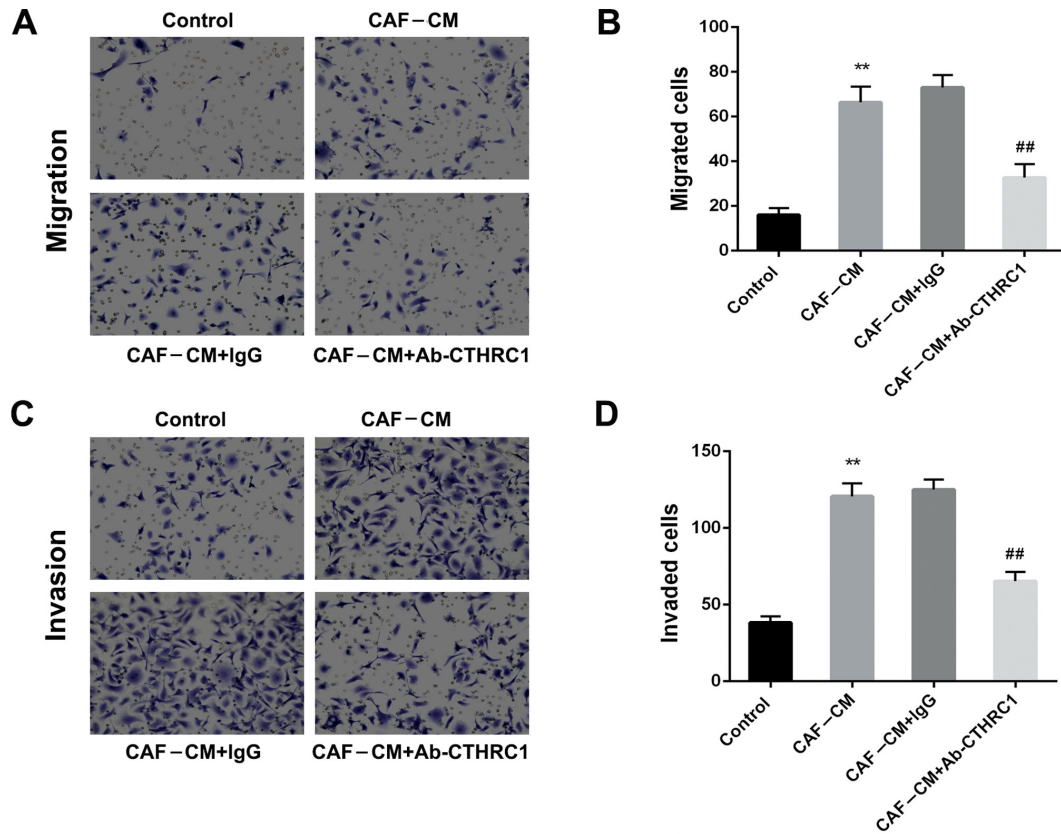 A
Control
CAF–CM
Migration
CAF–CM+IgG
CAF–CM+Ab-CTHRC1
B
100
80
60
40
20
0
Migrated cells
**
##
Control
CAF–CM
CAF–CM+IgG
CAF–CM+Ab-CTHRC1
C
Control
CAF–CM
Invasion
CAF–CM+IgG
CAF–CM+Ab-CTHRC1
D
150
100
50
0
Invaded cells
**
##
Control
CAF–CM
CAF–CM+IgG
CAF–CM+Ab-CTHRC1